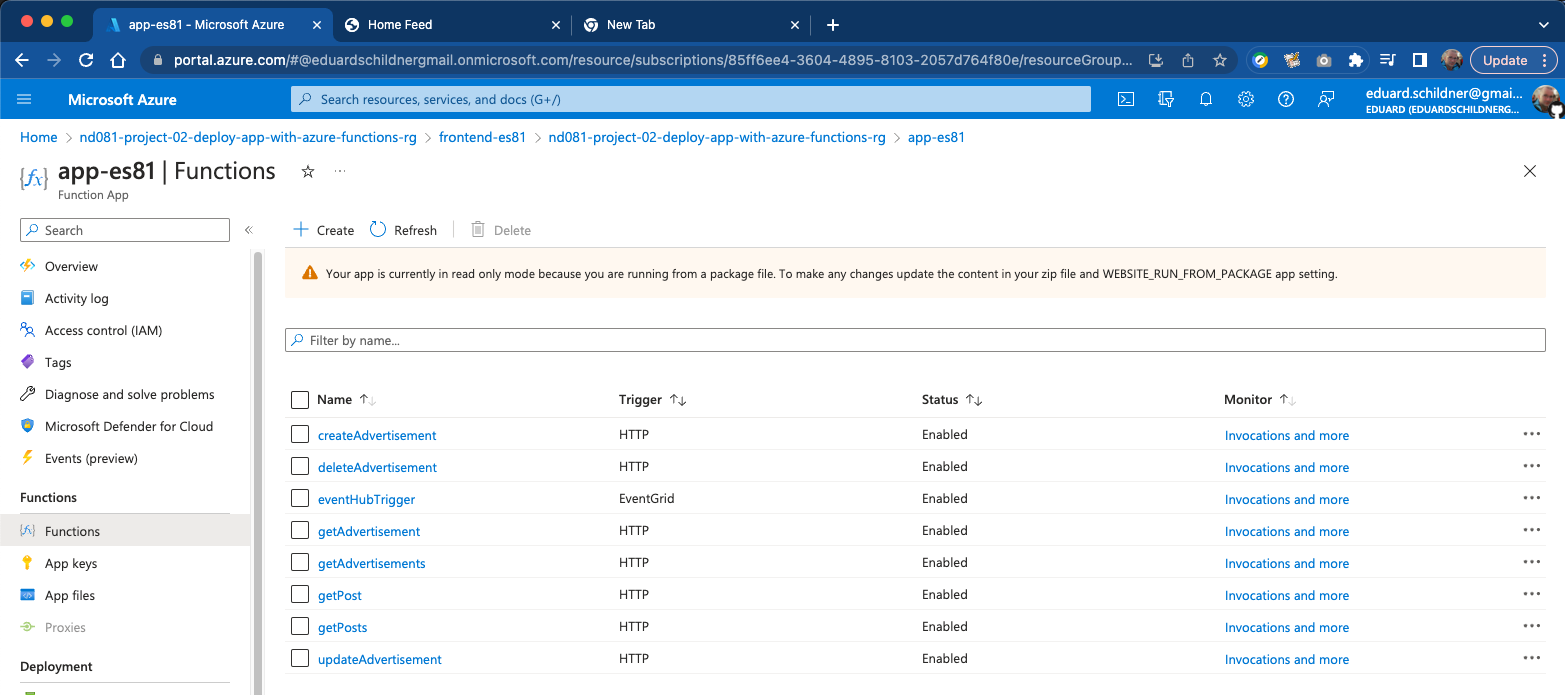 app-es81 - Microsoft Azure
Home Feed
New Tab
portal.azure.com/#@eduardschildnergmail.onmicrosoft.com/resource/subscriptions/85ff6ee4-3604-4895-8103-2057d764f80e/resourceGroup...
Update
Microsoft Azure
Search resources, services, and docs (G+/)
eduard.schildner@gmai...
EDUARD (EDUARDSCHILDNERG...
Home > nd081-project-02-deploy-app-with-azure-functions-rg > frontend-es81 > nd081-project-02-deploy-app-with-azure-functions-rg > app-es81
{fx} app-es81 | Functions
Function App
Search
Create Refresh Delete
Your app is currently in read only mode because you are running from a package file. To make any changes update the content in your zip file and WEBSITE_RUN_FROM_PACKAGE app setting.
Overview
Activity log
Access control (IAM)
Tags
Diagnose and solve problems
Microsoft Defender for Cloud
Events (preview)
Functions
Functions
App keys
App files
Proxies
Deployment
Filter by name...
Name Trigger Status Monitor
createAdvertisement HTTP Enabled Invocations and more
deleteAdvertisement HTTP Enabled Invocations and more
eventHubTrigger EventGrid Enabled Invocations and more
getAdvertisement HTTP Enabled Invocations and more
getAdvertisements HTTP Enabled Invocations and more
getPost HTTP Enabled Invocations and more
getPosts HTTP Enabled Invocations and more
updateAdvertisement HTTP Enabled Invocations and more